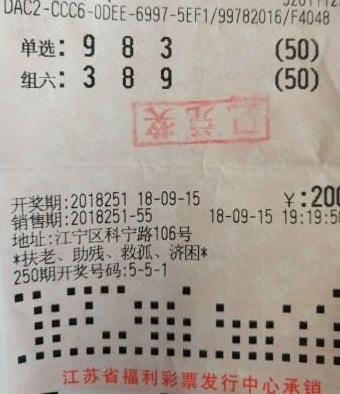 DAC2-CCC6-0DEE-6997-5EF1/99782016/F4048
单选: 9 8 3 (50)
组六: 3 8 9 (50)
已兑奖
开奖期:2018251 18-09-15 ￥:200
销售期:2018251-55 18-09-15 19:19:50
地址:江宁区科宁路106号
*扶老、助残、救孤、济困*
250期开奖号码:5-5-1
江苏省福利彩票发行中心承销